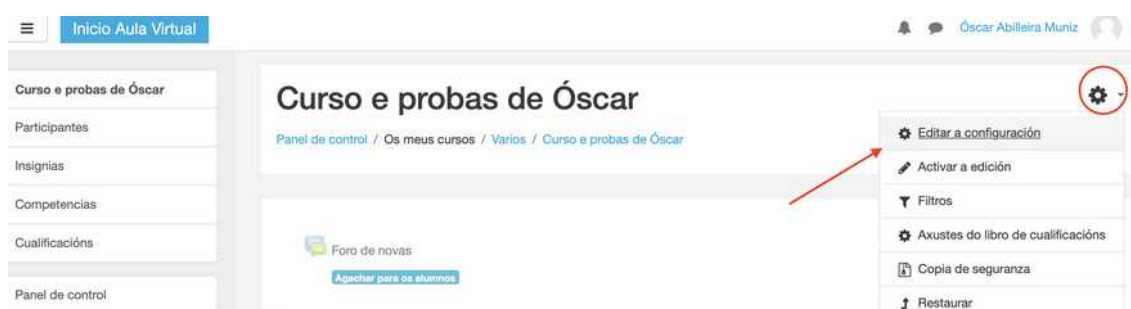 Inicio Aula Virtual
Óscar Abilleira Muniz
Curso e probas de Óscar
Participantes
Insignias
Competencias
Cualificacións
Panel de control
Curso e probas de Óscar
Panel de control / Os meus cursos / Varios / Curso e probas de Óscar
Foro de novas
Agachar para os alumnos
Editar a configuración
Activar a edición
Filtros
Axustes do libro de cualificacións
Copia de seguranza
Restaurar